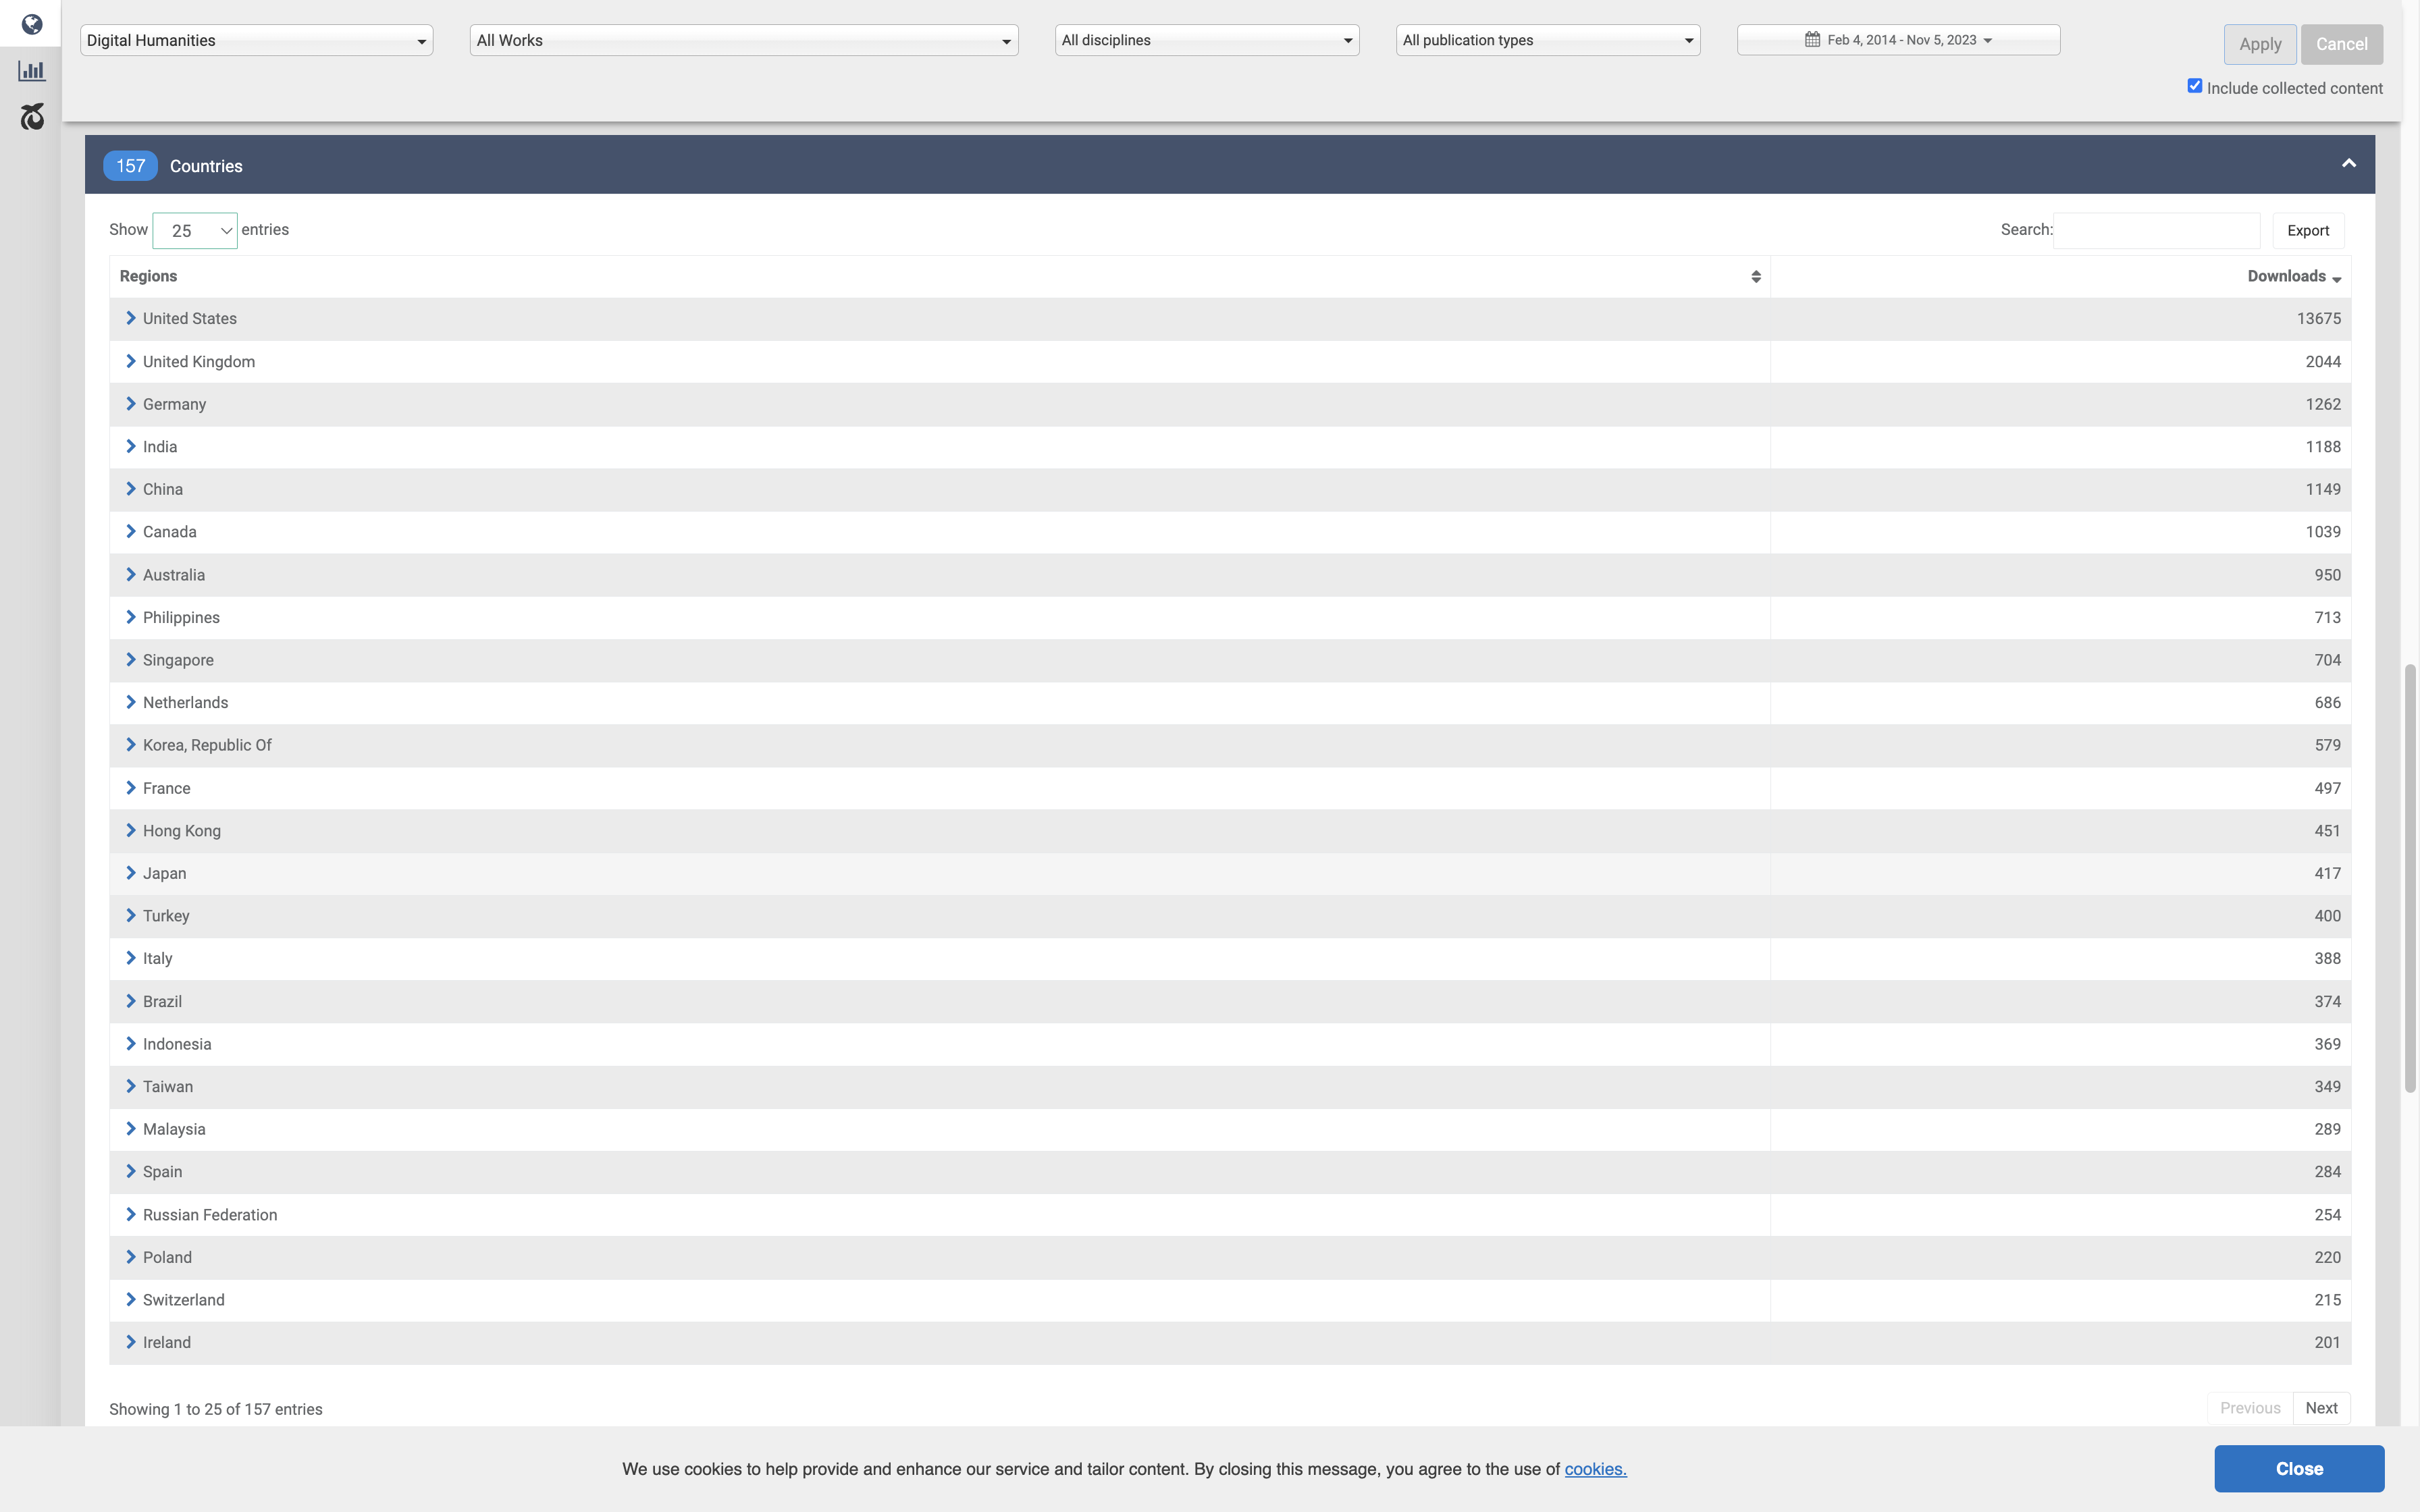 Digital Humanities All Works All disciplines All publication types Feb 4, 2014 - Nov 5, 2023 Apply Cancel
Include collected content
157 Countries
Show 25 entries Search: Export
Regions Downloads
United States 13675
United Kingdom 2044
Germany 1262
India 1188
China 1149
Canada 1039
Australia 950
Philippines 713
Singapore 704
Netherlands 686
Korea, Republic Of 579
France 497
Hong Kong 451
Japan 417
Turkey 400
Italy 388
Brazil 374
Indonesia 369
Taiwan 349
Malaysia 289
Spain 284
Russian Federation 254
Poland 220
Switzerland 215
Ireland 201
Showing 1 to 25 of 157 entries Previous Next
We use cookies to help provide and enhance our service and tailor content. By closing this message, you agree to the use of cookies. Close